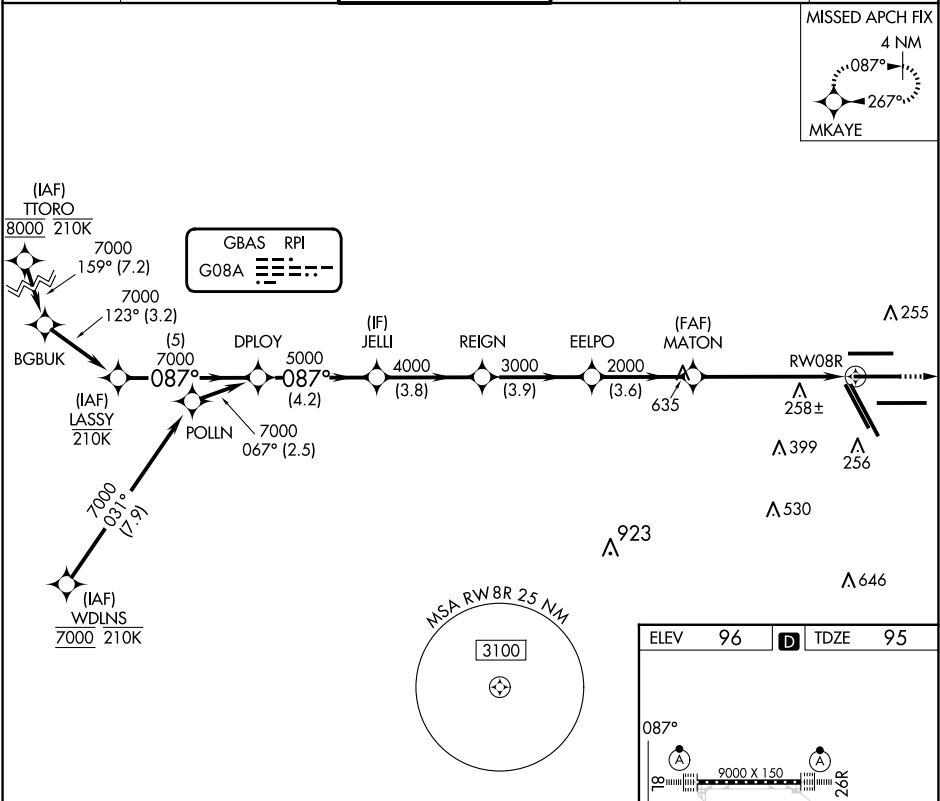 MISSED APCH FIX
4 NM
087°
267°
MKAYE
(IAF)
TTORO
8000 210K
7000
159° (7.2)
7000
123° (3.2)
BGBUK
GBAS RPI
G08A
(IAF)
LASSY
210K
(5)
7000
087°
DPLOY
5000
087°
(4.2)
(IF)
JELLI
4000
(3.8)
REIGN
3000
(3.9)
EELPO
2000
(3.6)
(FAF)
MATON
635
RW08R
255
258±
399
256
530
923
646
POLLN
7000
067° (2.5)
7000
031°
(7.9)
(IAF)
WDLNS
7000 210K
MSA RW8R 25 NM
3100
ELEV 96 D TDZE 95
087°
A
A
8L
9000 X 150
26R